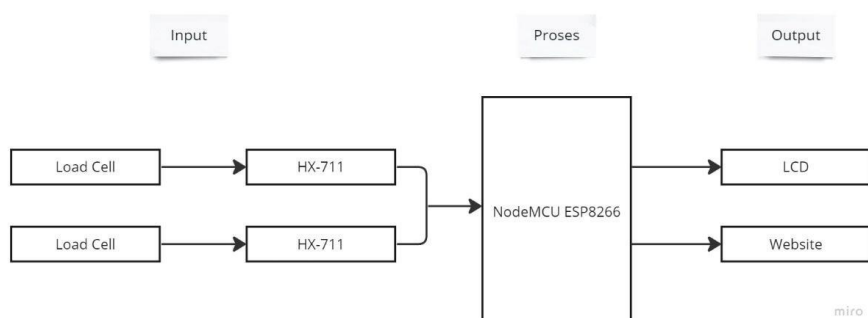 Input
Proses
Output
Load Cell
HX-711
NodeMCU ESP8266
LCD
Load Cell
HX-711
Website
miro